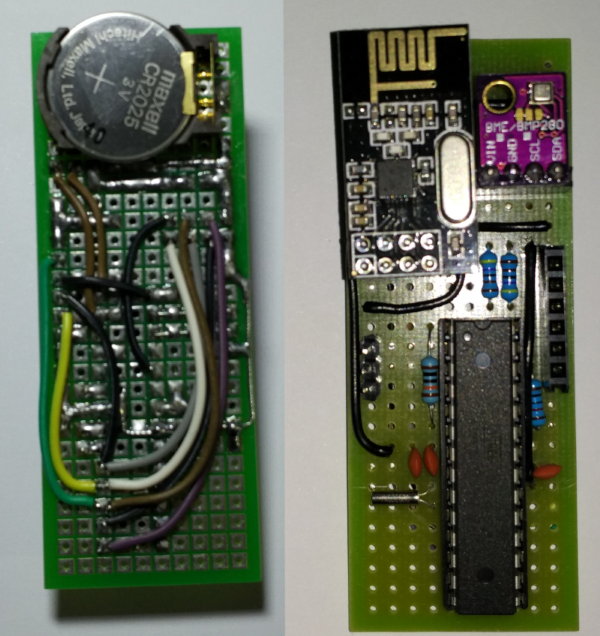 maxell
CR2025
3V
+
Hitachi Maxell, Ltd.
BME/BMP280
VIN
GND
SCL
SDA